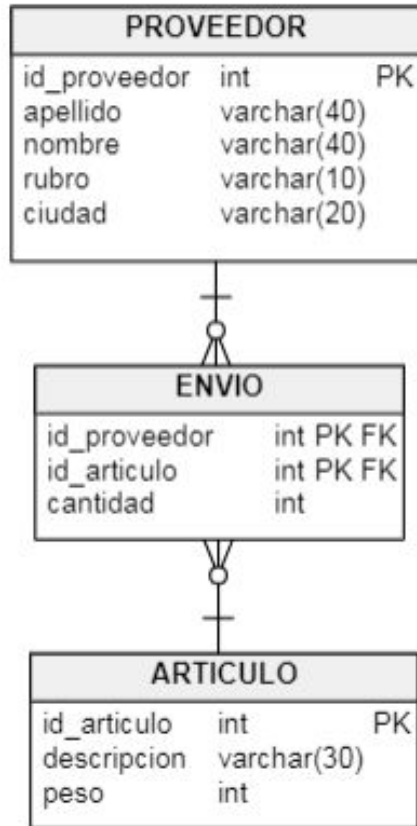 PROVEEDOR
id_proveedor int PK
apellido varchar(40)
nombre varchar(40)
rubro varchar(10)
ciudad varchar(20)
ENVIO
id_proveedor int PK FK
id_articulo int PK FK
cantidad int
ARTICULO
id_articulo int PK
descripcion varchar(30)
peso int